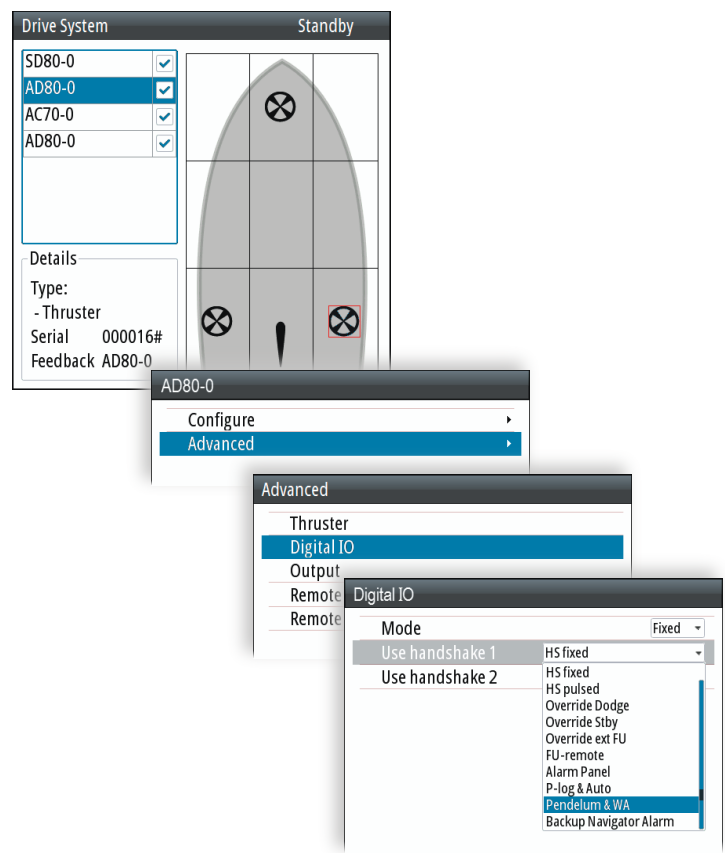 Drive System Standby
SD80-0
AD80-0
AC70-0
AD80-0
Details
Type:
- Thruster
Serial 000016#
Feedback AD80-0
AD80-0
Configure
Advanced
Advanced
Thruster
Digital IO
Output
Remote
Remote
Digital IO
Mode Fixed
Use handshake 1 HS fixed
Use handshake 2
HS fixed
HS pulsed
Override Dodge
Override Stby
Override ext FU
FU-remote
Alarm Panel
P-log & Auto
Pendelum & WA
Backup Navigator Alarm